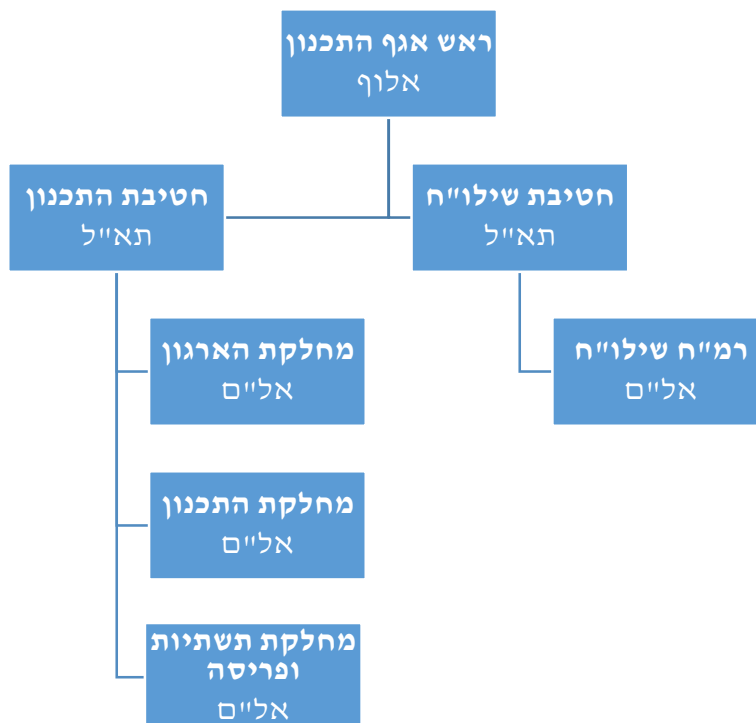 ראש אגף התכנון
אלוף
חטיבת שילו"ח
תא"ל
חטיבת התכנון
תא"ל
רמ"ח שילו"ח
אל"ם
מחלקת הארגון
אל"ם
מחלקת התכנון
אל"ם
מחלקת תשתיות
ופריסה
אל"ם